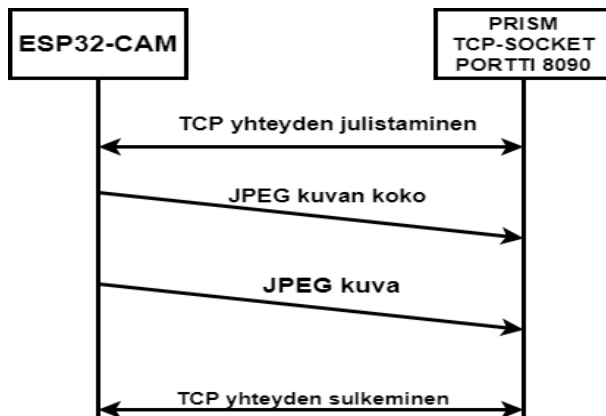 ESP32-CAM
PRISM
TCP-SOCKET
PORTTI 8090
TCP yhteyden julistaminen
JPEG kuvan koko
JPEG kuva
TCP yhteyden sulkeminen